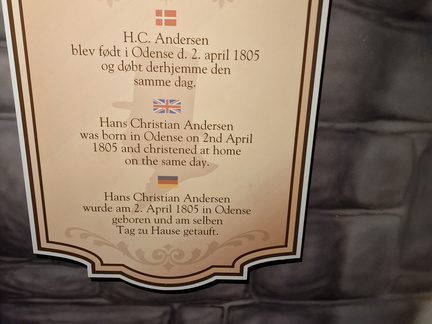 H.C. Andersen
blev født i Odense d. 2. april 1805
og døbt derhjemme den
samme dag.
Hans Christian Andersen
was born in Odense on 2nd April
1805 and christened at home
on the same day.
Hans Christian Andersen
wurde am 2. April 1805 in Odense
geboren und am selben
Tag zu Hause getauft.